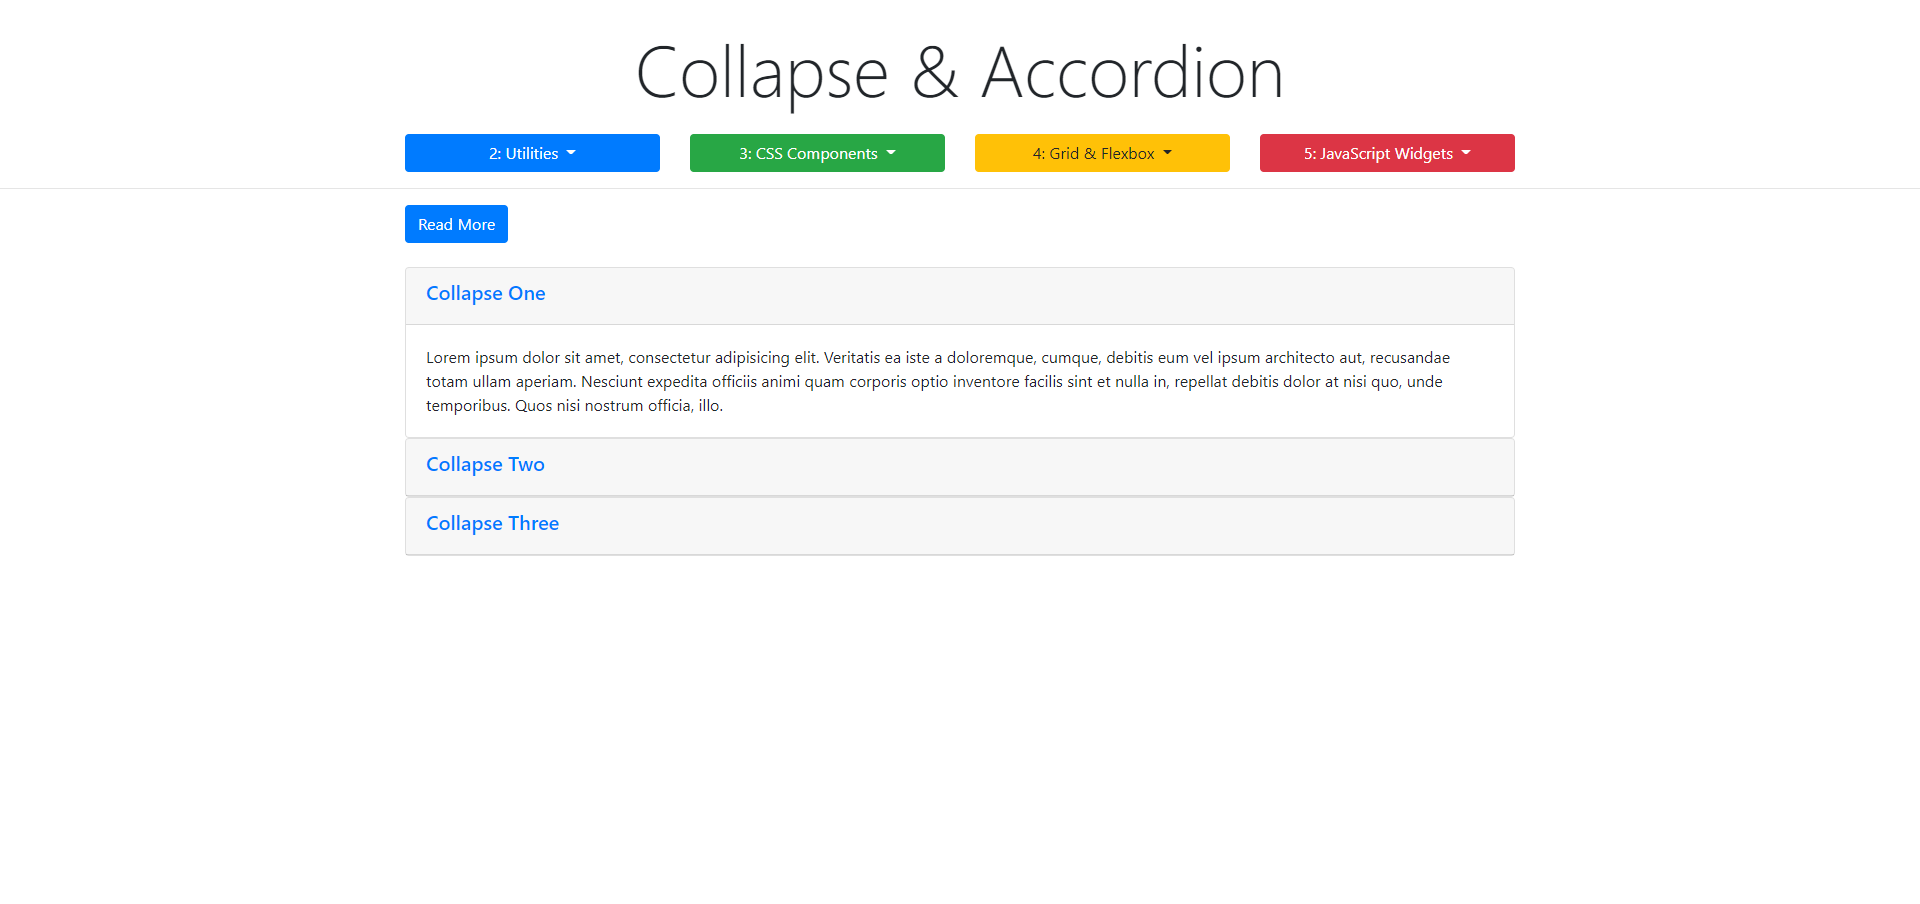 Collapse & Accordion
2: Utilities
3: CSS Components
4: Grid & Flexbox
5: JavaScript Widgets
Read More
Collapse One
Lorem ipsum dolor sit amet, consectetur adipisicing elit. Veritatis ea iste a doloremque, cumque, debitis eum vel ipsum architecto aut, recusandae
totam ullam aperiam. Nesciunt expedita officiis animi quam corporis optio inventore facilis sint et nulla in, repellat debitis dolor at nisi quo, unde
temporibus. Quos nisi nostrum officia, illo.
Collapse Two
Collapse Three